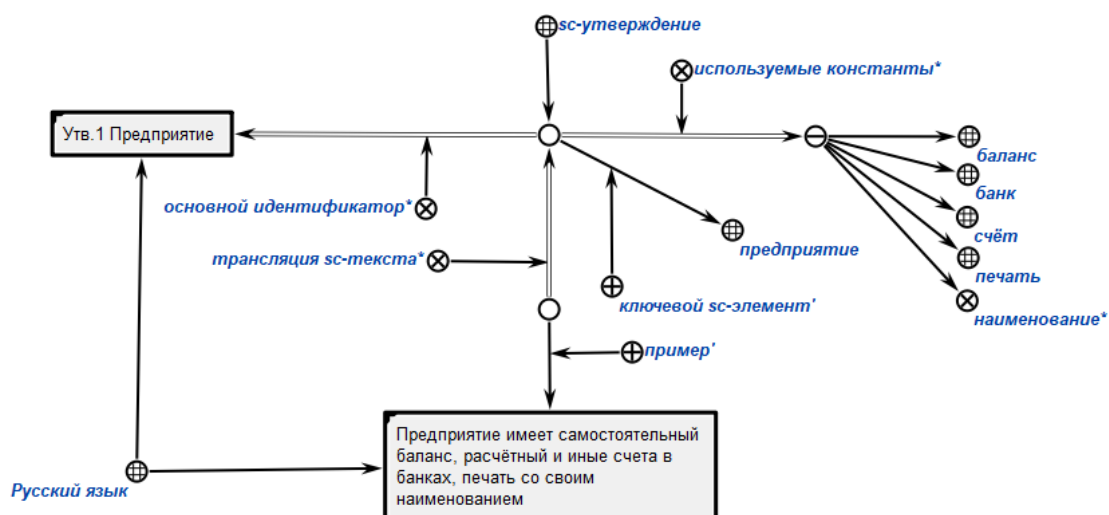 sc-утверждение
используемые константы*
Утв.1 Предприятие
баланс
банк
основной идентификатор*
счёт
предприятие
трансляция sc-текста*
печать
ключевой sc-элемент'
наименование*
пример'
Предприятие имеет самостоятельный
баланс, расчётный и иные счета в
банках, печать со своим
наименованием
Русский язык